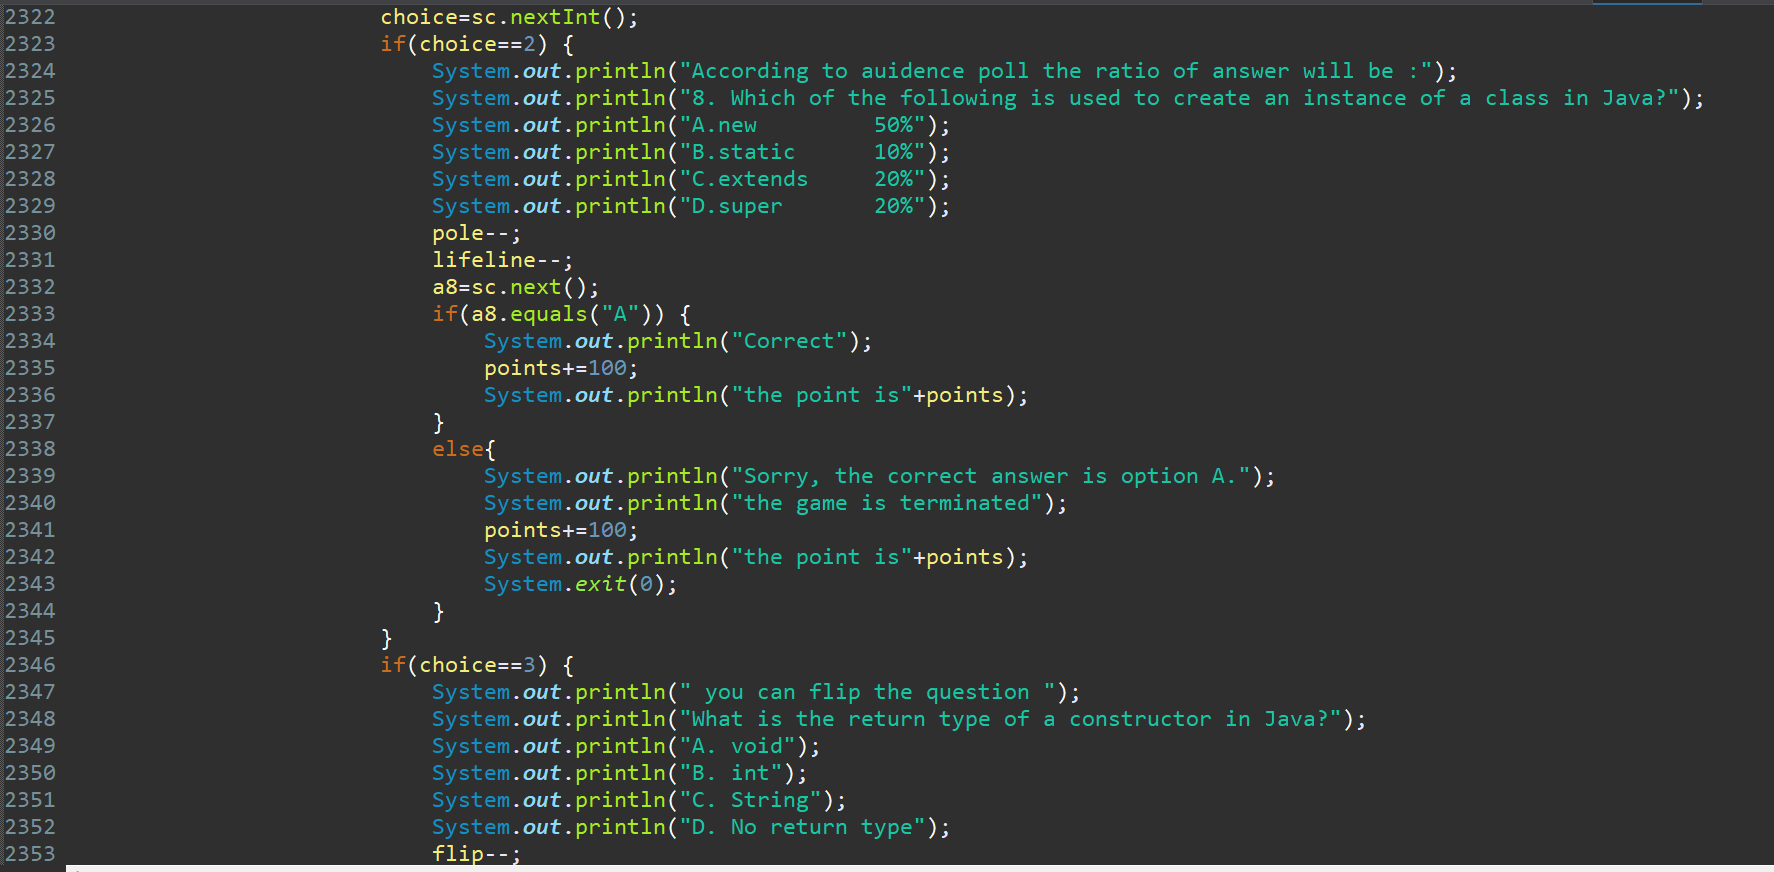 2322 choice=sc.nextInt();
2323 if(choice==2) {
2324 System.out.println("According to auidence poll the ratio of answer will be :");
2325 System.out.println("8. Which of the following is used to create an instance of a class in Java?");
2326 System.out.println("A.new         50%");
2327 System.out.println("B.static      10%");
2328 System.out.println("C.extends     20%");
2329 System.out.println("D.super       20%");
2330 pole--;
2331 lifeline--;
2332 a8=sc.next();
2333 if(a8.equals("A")) {
2334 System.out.println("Correct");
2335 points+=100;
2336 System.out.println("the point is"+points);
2337 }
2338 else{
2339 System.out.println("Sorry, the correct answer is option A.");
2340 System.out.println("the game is terminated");
2341 points+=100;
2342 System.out.println("the point is"+points);
2343 System.exit(0);
2344 }
2345 }
2346 if(choice==3) {
2347 System.out.println(" you can flip the question ");
2348 System.out.println("What is the return type of a constructor in Java?");
2349 System.out.println("A. void");
2350 System.out.println("B. int");
2351 System.out.println("C. String");
2352 System.out.println("D. No return type");
2353 flip--;